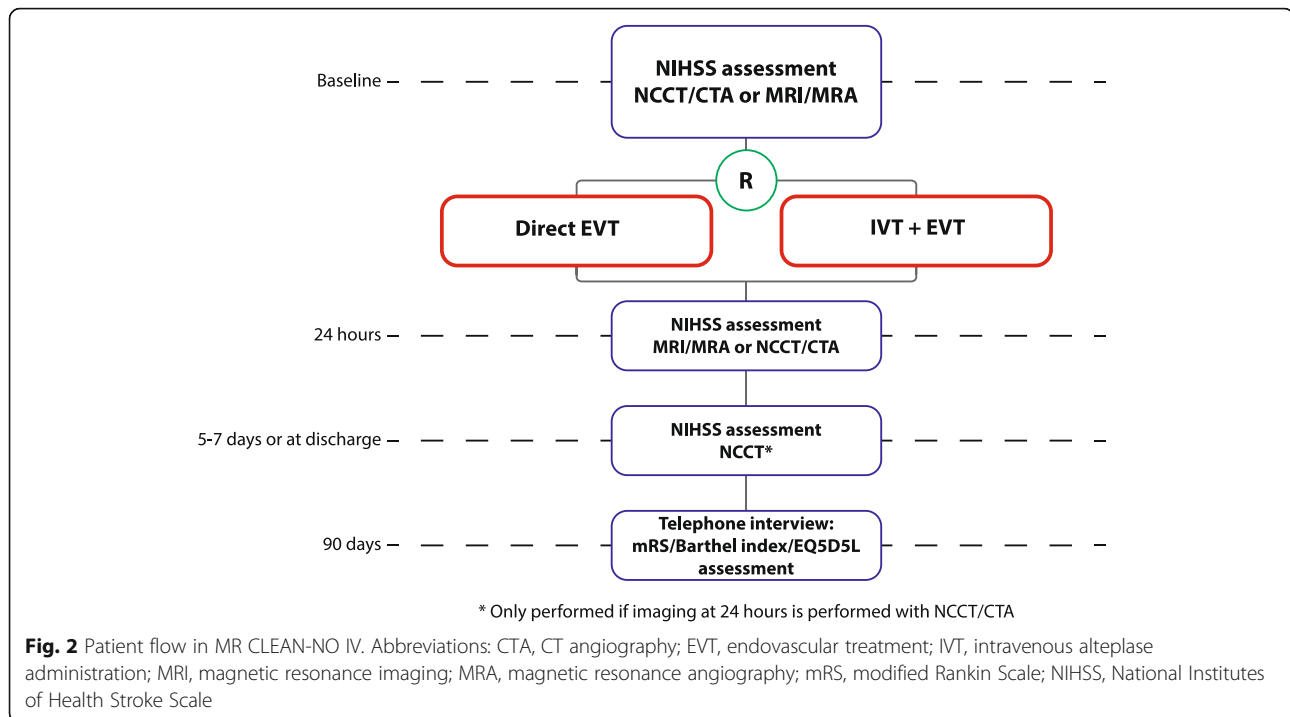 Baseline
NIHSS assessment
NCCT/CTA or MRI/MRA
R
Direct EVT
IVT + EVT
24 hours
NIHSS assessment
MRI/MRA or NCCT/CTA
5-7 days or at discharge
NIHSS assessment
NCCT*
90 days
Telephone interview:
mRS/Barthel index/EQ5D5L
assessment
* Only performed if imaging at 24 hours is performed with NCCT/CTA
Fig. 2 Patient flow in MR CLEAN-NO IV. Abbreviations: CTA, CT angiography; EVT, endovascular treatment; IVT, intravenous alteplase
administration; MRI, magnetic resonance imaging; MRA, magnetic resonance angiography; mRS, modified Rankin Scale; NIHSS, National Institutes
of Health Stroke Scale